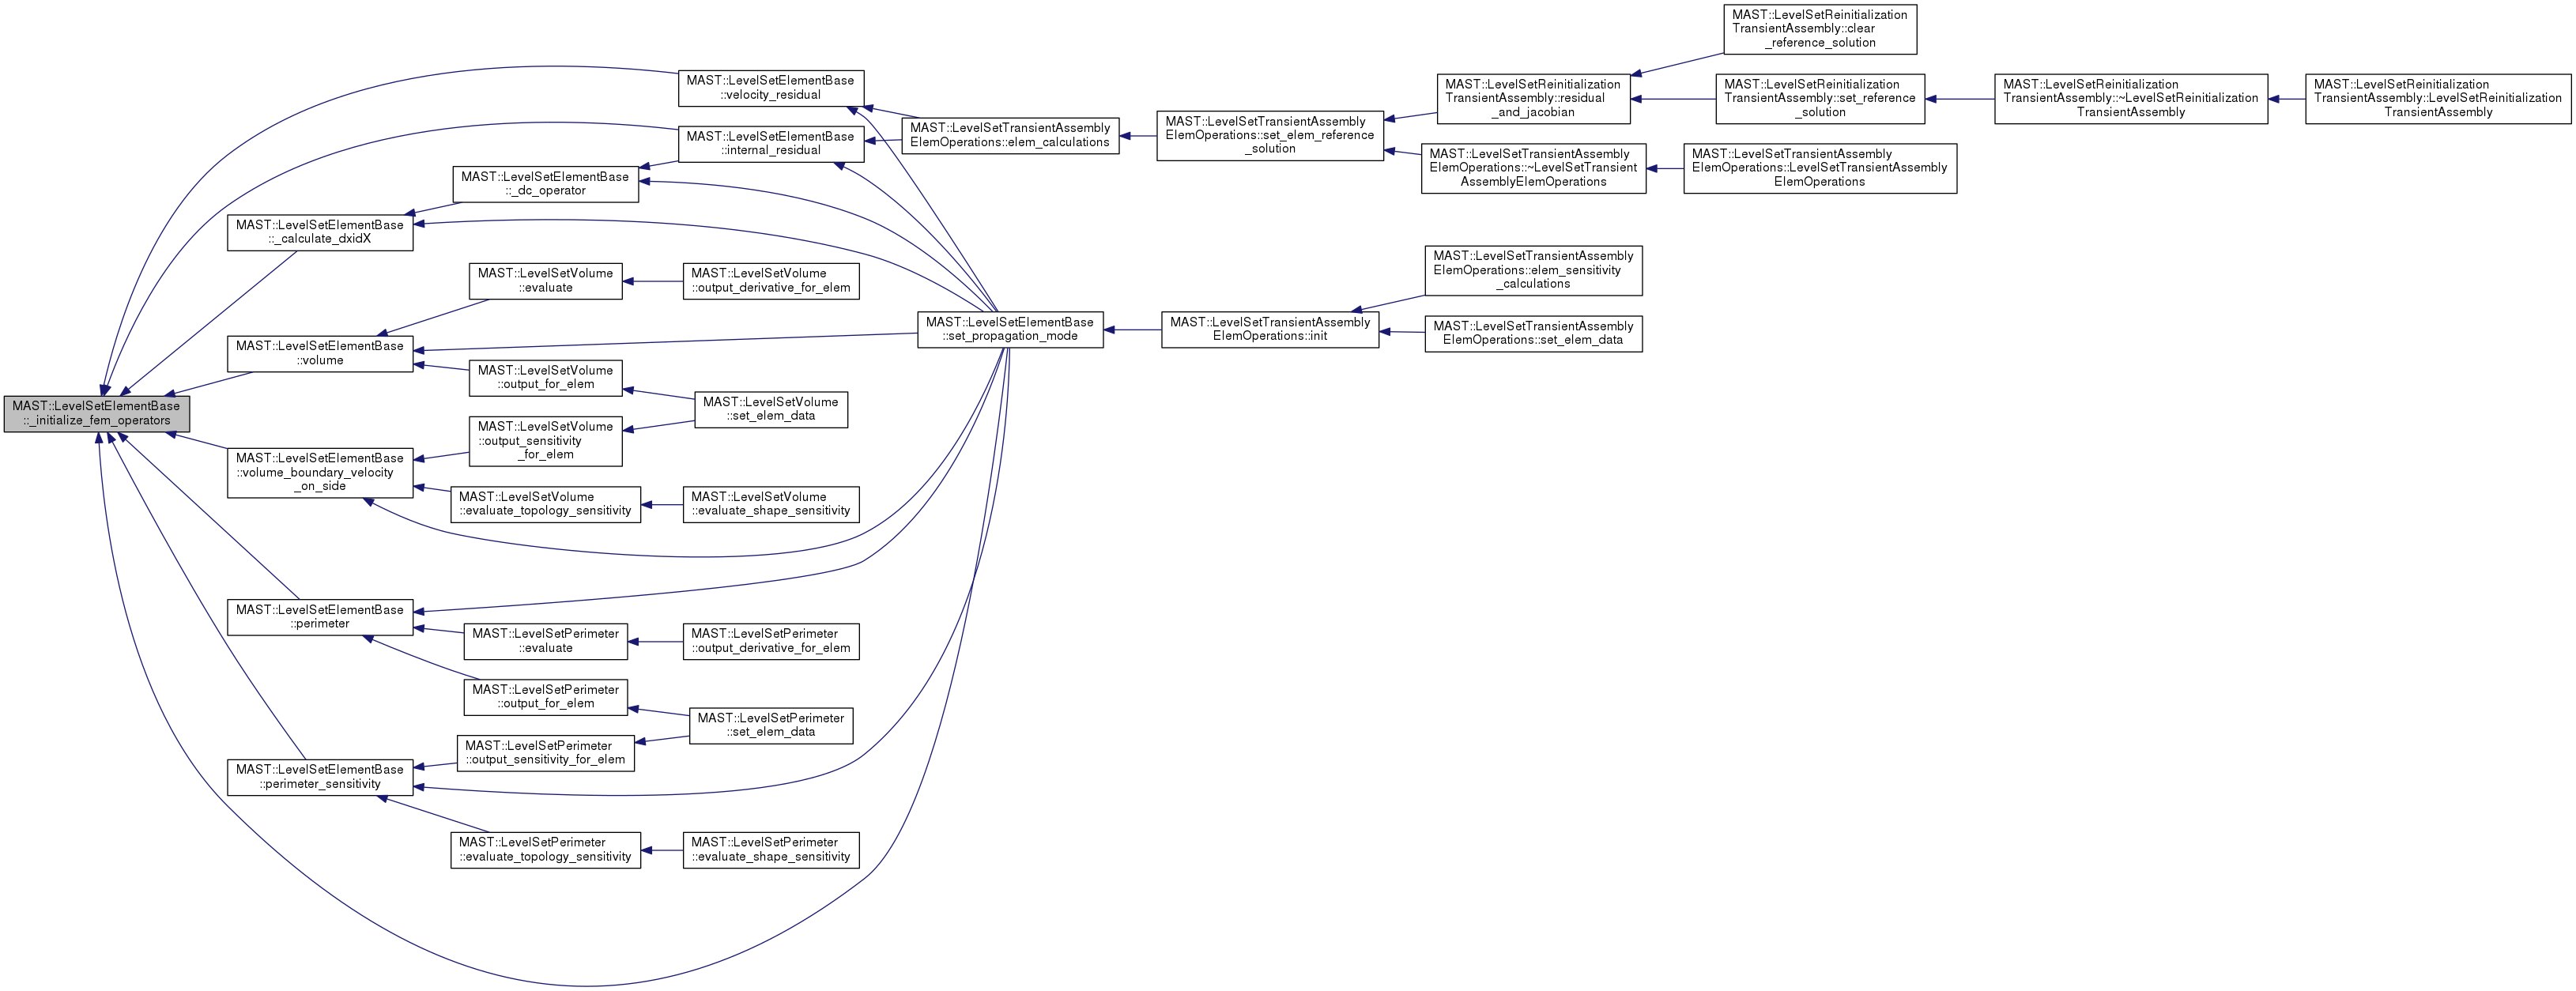 MAST::LevelSetElementBase
::_initialize_fem_operators
MAST::LevelSetElementBase
::velocity_residual
MAST::LevelSetElementBase
::internal_residual
MAST::LevelSetElementBase
::_dc_operator
MAST::LevelSetElementBase
::_calculate_dxidX
MAST::LevelSetVolume
::evaluate
MAST::LevelSetVolume
::output_derivative_for_elem
MAST::LevelSetElementBase
::volume
MAST::LevelSetVolume
::output_for_elem
MAST::LevelSetVolume
::set_elem_data
MAST::LevelSetVolume
::output_sensitivity
_for_elem
MAST::LevelSetElementBase
::volume_boundary_velocity
_on_side
MAST::LevelSetVolume
::evaluate_topology_sensitivity
MAST::LevelSetVolume
::evaluate_shape_sensitivity
MAST::LevelSetElementBase
::perimeter
MAST::LevelSetPerimeter
::evaluate
MAST::LevelSetPerimeter
::output_derivative_for_elem
MAST::LevelSetPerimeter
::output_for_elem
MAST::LevelSetPerimeter
::set_elem_data
MAST::LevelSetPerimeter
::output_sensitivity_for_elem
MAST::LevelSetElementBase
::perimeter_sensitivity
MAST::LevelSetPerimeter
::evaluate_topology_sensitivity
MAST::LevelSetPerimeter
::evaluate_shape_sensitivity
MAST::LevelSetTransientAssembly
ElemOperations::elem_calculations
MAST::LevelSetElementBase
::set_propagation_mode
MAST::LevelSetTransientAssembly
ElemOperations::set_elem_reference
_solution
MAST::LevelSetTransientAssembly
ElemOperations::init
MAST::LevelSetReinitialization
TransientAssembly::residual
_and_jacobian
MAST::LevelSetTransientAssembly
ElemOperations::~LevelSetTransient
AssemblyElemOperations
MAST::LevelSetTransientAssembly
ElemOperations::elem_sensitivity
_calculations
MAST::LevelSetTransientAssembly
ElemOperations::set_elem_data
MAST::LevelSetReinitialization
TransientAssembly::clear
_reference_solution
MAST::LevelSetReinitialization
TransientAssembly::set_reference
_solution
MAST::LevelSetTransientAssembly
ElemOperations::LevelSetTransientAssembly
ElemOperations
MAST::LevelSetReinitialization
TransientAssembly::~LevelSetReinitialization
TransientAssembly
MAST::LevelSetReinitialization
TransientAssembly::LevelSetReinitialization
TransientAssembly